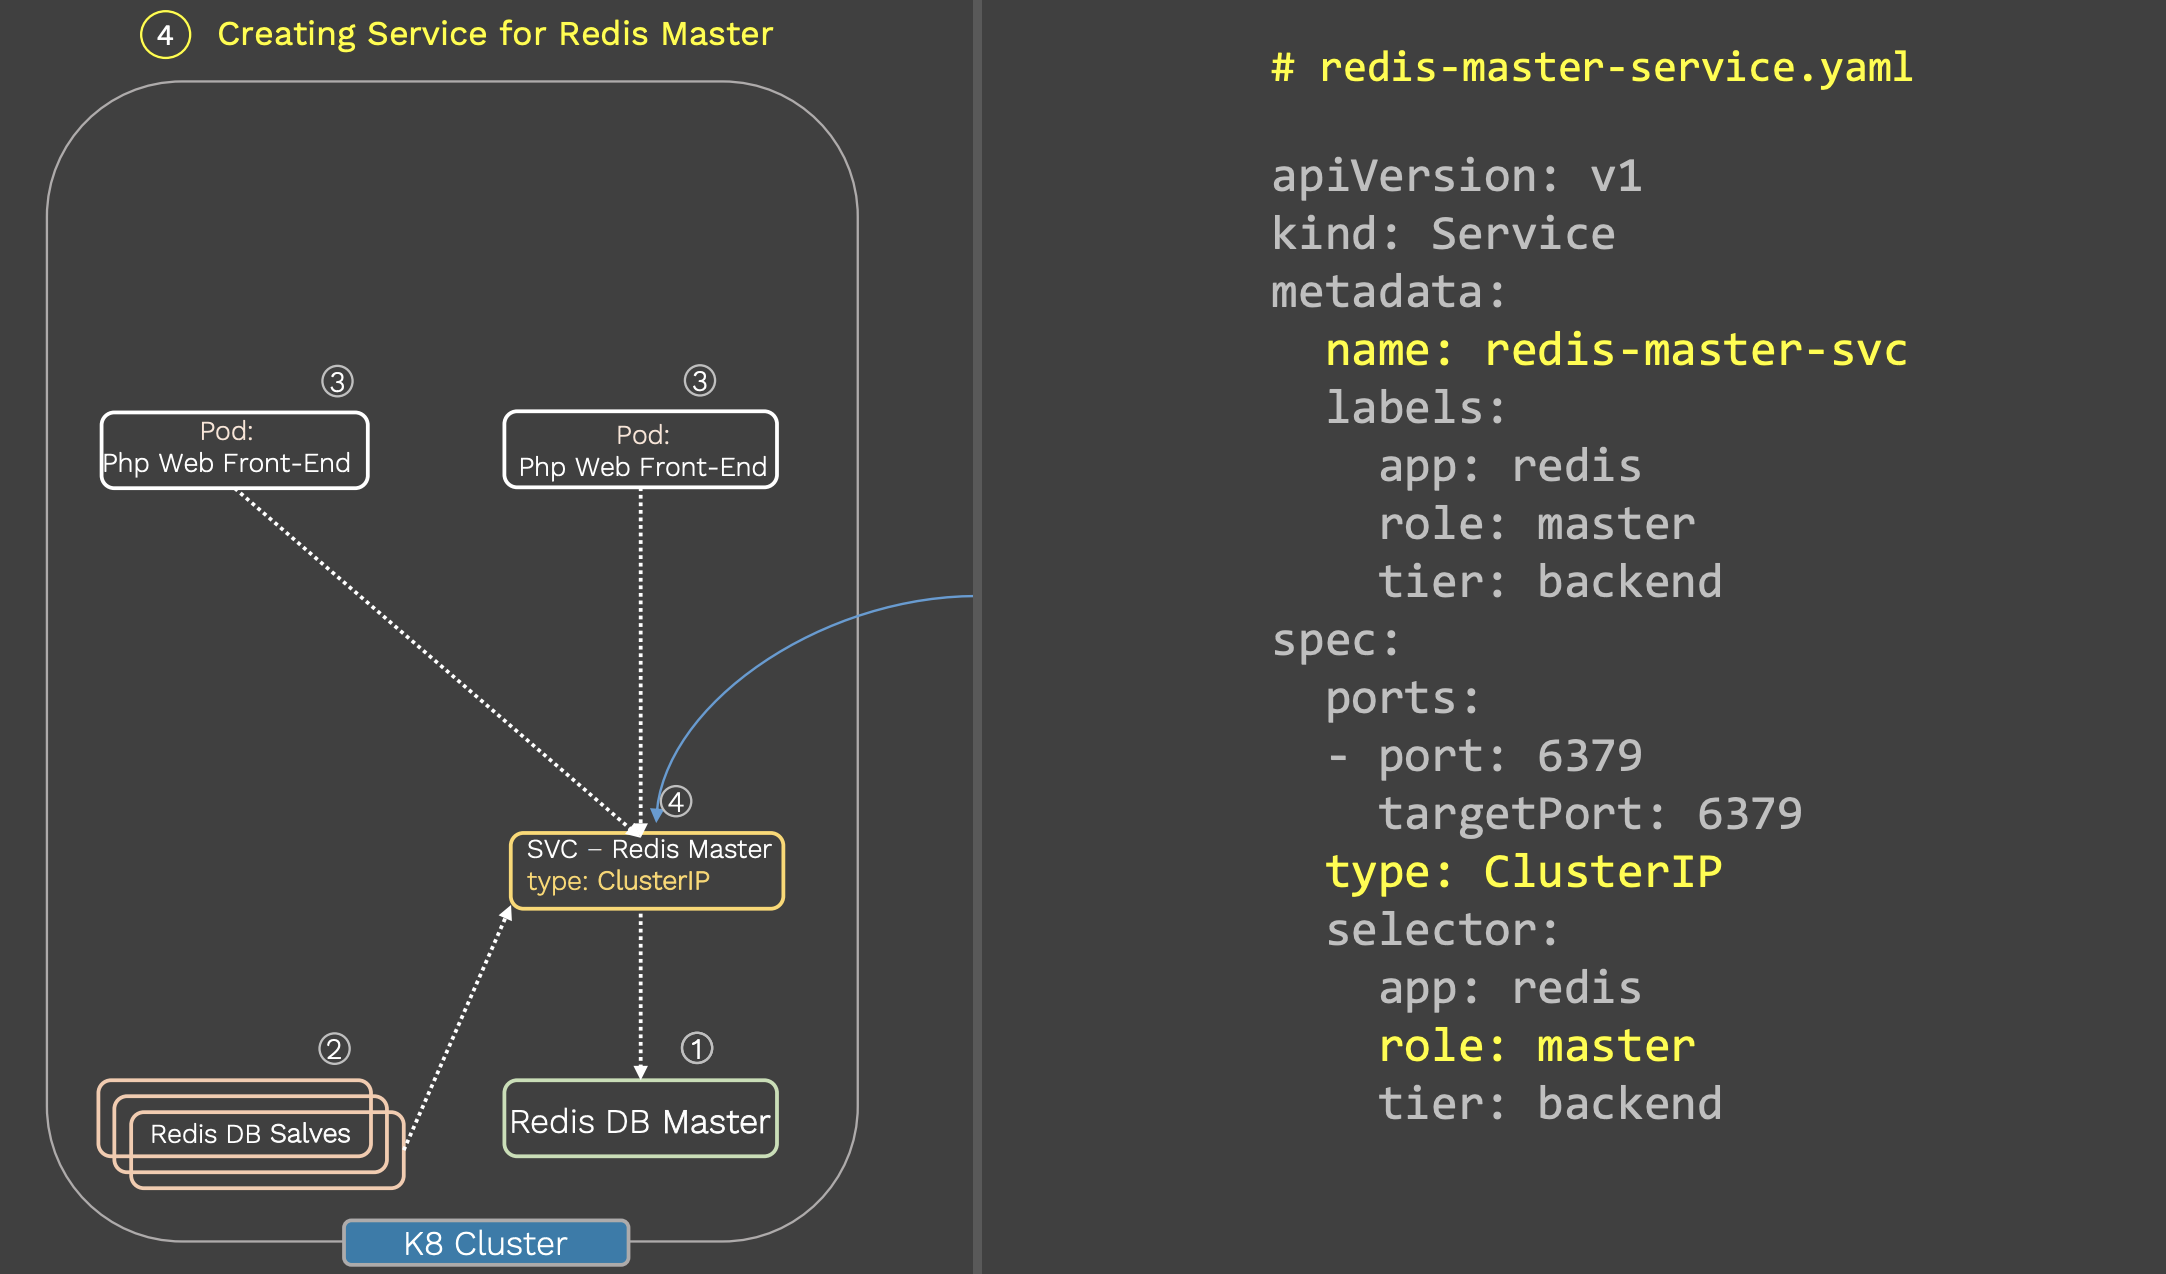 ④ Creating Service for Redis Master
③
③
Pod:
Php Web Front-End
Pod:
Php Web Front-End
④
SVC – Redis Master
type: ClusterIP
②
①
Redis DB Salves
Redis DB Master
K8 Cluster
# redis-master-service.yaml
apiVersion: v1
kind: Service
metadata:
  name: redis-master-svc
  labels:
    app: redis
    role: master
    tier: backend
spec:
  ports:
  - port: 6379
    targetPort: 6379
  type: ClusterIP
  selector:
    app: redis
    role: master
    tier: backend